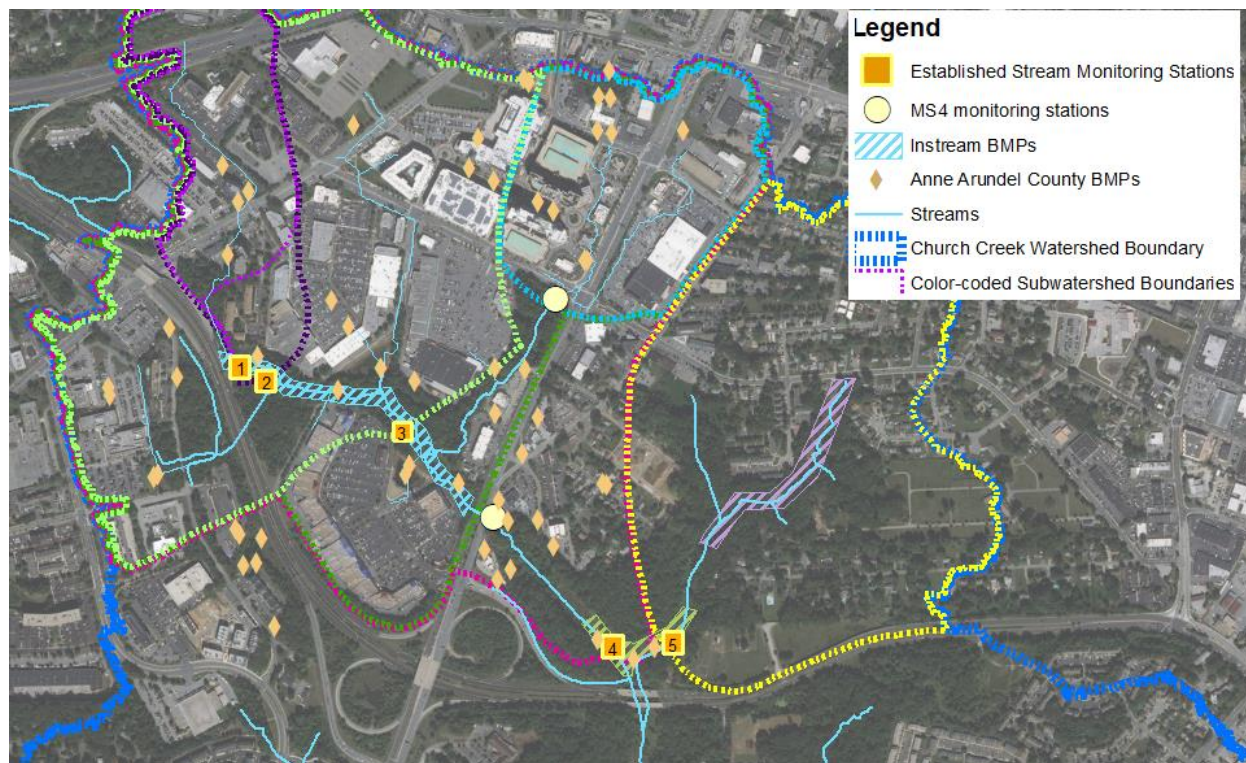 Legend
Established Stream Monitoring Stations
MS4 monitoring stations
Instream BMPs
Anne Arundel County BMPs
Streams
Church Creek Watershed Boundary
Color-coded Subwatershed Boundaries
1
2
3
4
5